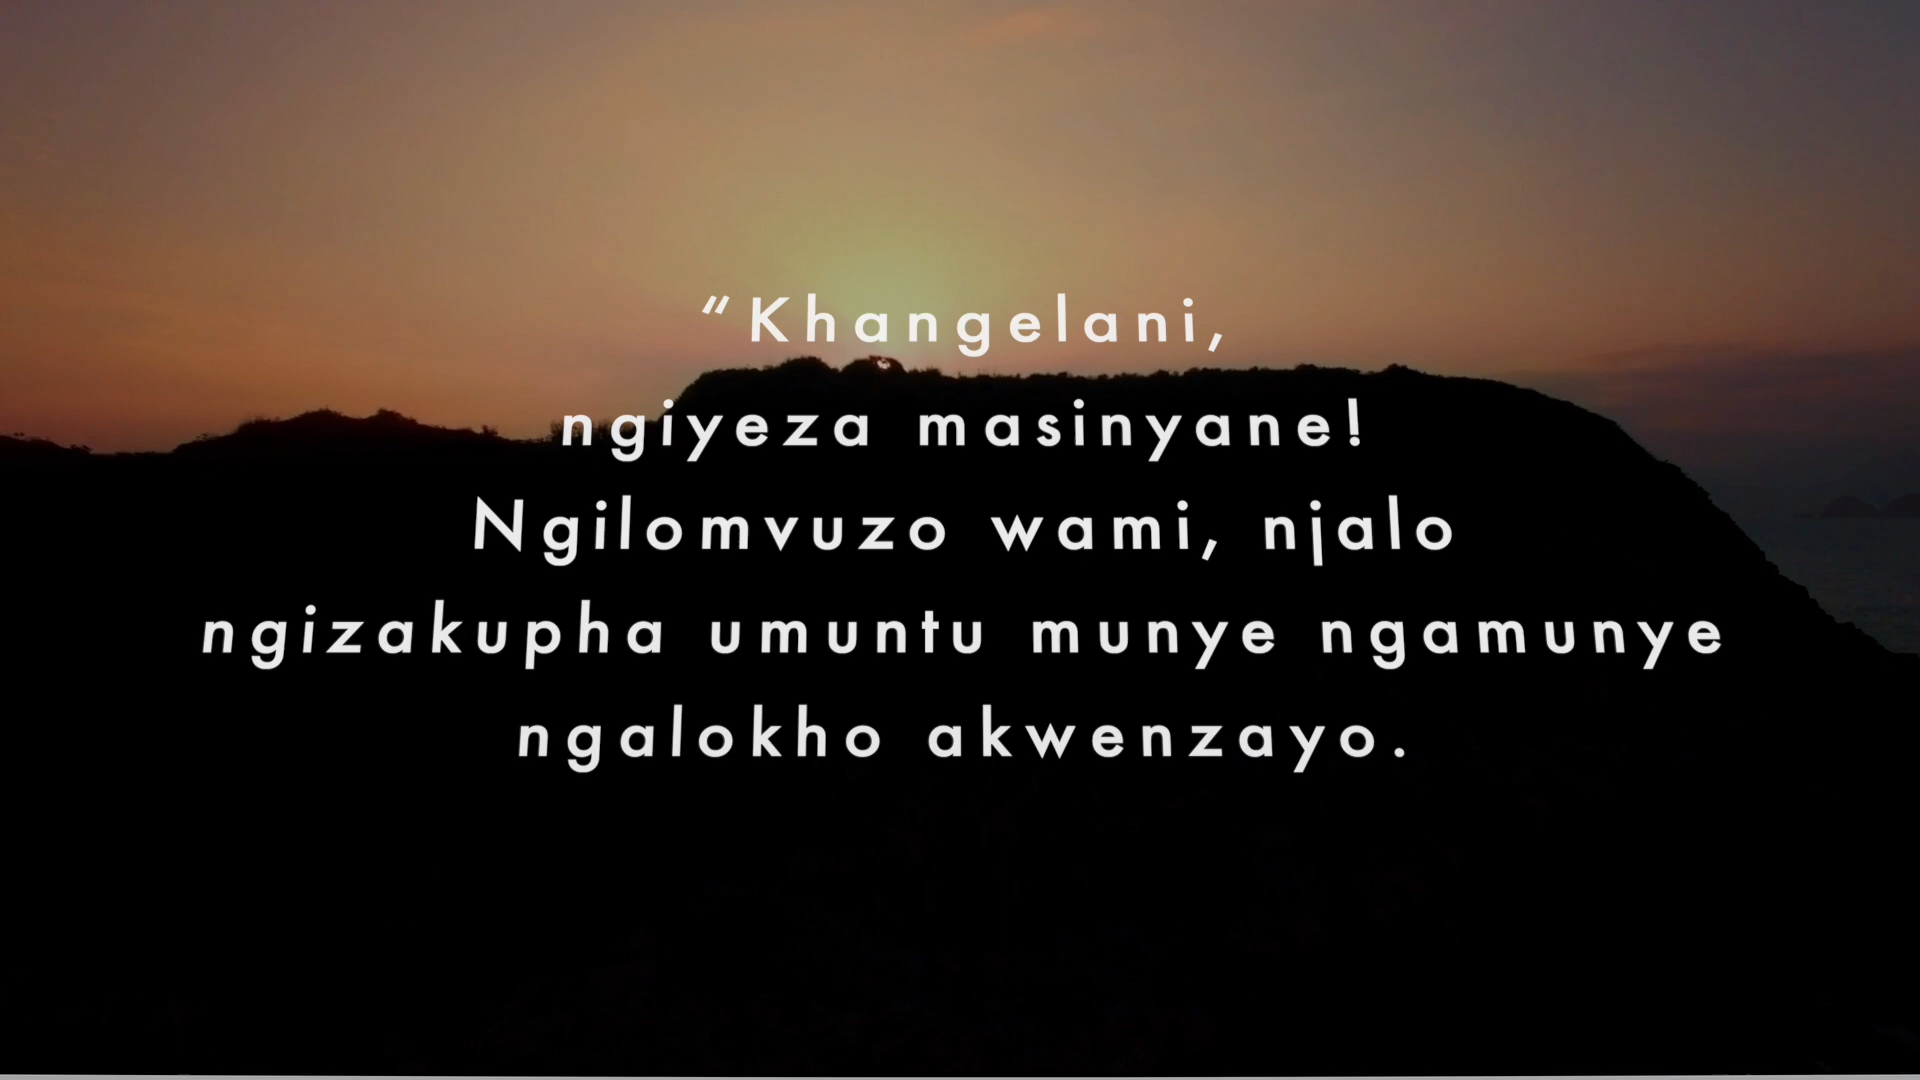 “Khangelani,
ngiyeza masinyane!
Ngilomvuzo wami, njalo
ngizakupha umuntu munye ngamunye
ngalokho akwenzayo.